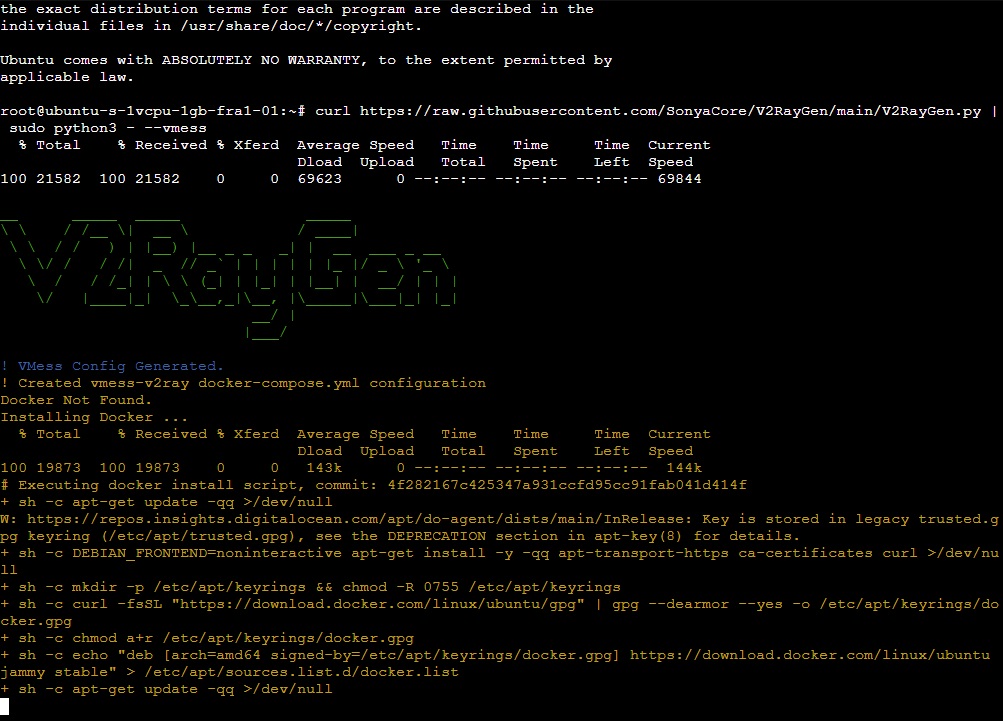 the exact distribution terms for each program are described in the
individual files in /usr/share/doc/*/copyright.
Ubuntu comes with ABSOLUTELY NO WARRANTY, to the extent permitted by
applicable law.
root@ubuntu-s-1vcpu-1gb-fra1-01:~# curl https://raw.githubusercontent.com/SonyaCore/V2RayGen/main/V2RayGen.py |
 sudo python3 - --vmess
  % Total    % Received % Xferd  Average Speed   Time    Time     Time  Current
                                 Dload  Upload   Total   Spent    Left  Speed
100 21582  100 21582    0     0  69623      0 --:--:-- --:--:-- --:--:-- 69844
V2RayGen
! VMess Config Generated.
! Created vmess-v2ray docker-compose.yml configuration
Docker Not Found.
Installing Docker ...
  % Total    % Received % Xferd  Average Speed   Time    Time     Time  Current
                                 Dload  Upload   Total   Spent    Left  Speed
100 19873  100 19873    0     0   143k      0 --:--:-- --:--:-- --:--:--  144k
# Executing docker install script, commit: 4f282167c425347a931ccfd95cc91fab041d414f
+ sh -c apt-get update -qq >/dev/null
W: https://repos.insights.digitalocean.com/apt/do-agent/dists/main/InRelease: Key is stored in legacy trusted.g
pg keyring (/etc/apt/trusted.gpg), see the DEPRECATION section in apt-key(8) for details.
+ sh -c DEBIAN_FRONTEND=noninteractive apt-get install -y -qq apt-transport-https ca-certificates curl >/dev/nu
ll
+ sh -c mkdir -p /etc/apt/keyrings && chmod -R 0755 /etc/apt/keyrings
+ sh -c curl -fsSL "https://download.docker.com/linux/ubuntu/gpg" | gpg --dearmor --yes -o /etc/apt/keyrings/do
cker.gpg
+ sh -c chmod a+r /etc/apt/keyrings/docker.gpg
+ sh -c echo "deb [arch=amd64 signed-by=/etc/apt/keyrings/docker.gpg] https://download.docker.com/linux/ubuntu
jammy stable" > /etc/apt/sources.list.d/docker.list
+ sh -c apt-get update -qq >/dev/null